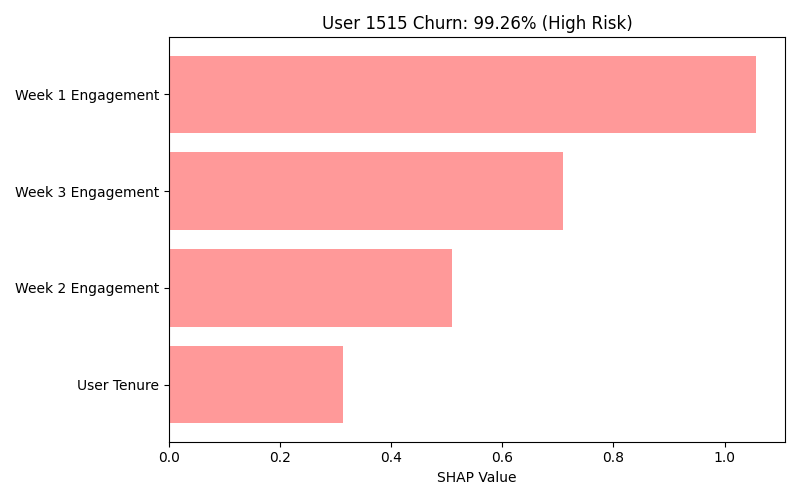 User 1515 Churn: 99.26% (High Risk)
Week 1 Engagement
Week 3 Engagement
Week 2 Engagement
User Tenure
0.0 0.2 0.4 0.6 0.8 1.0
SHAP Value